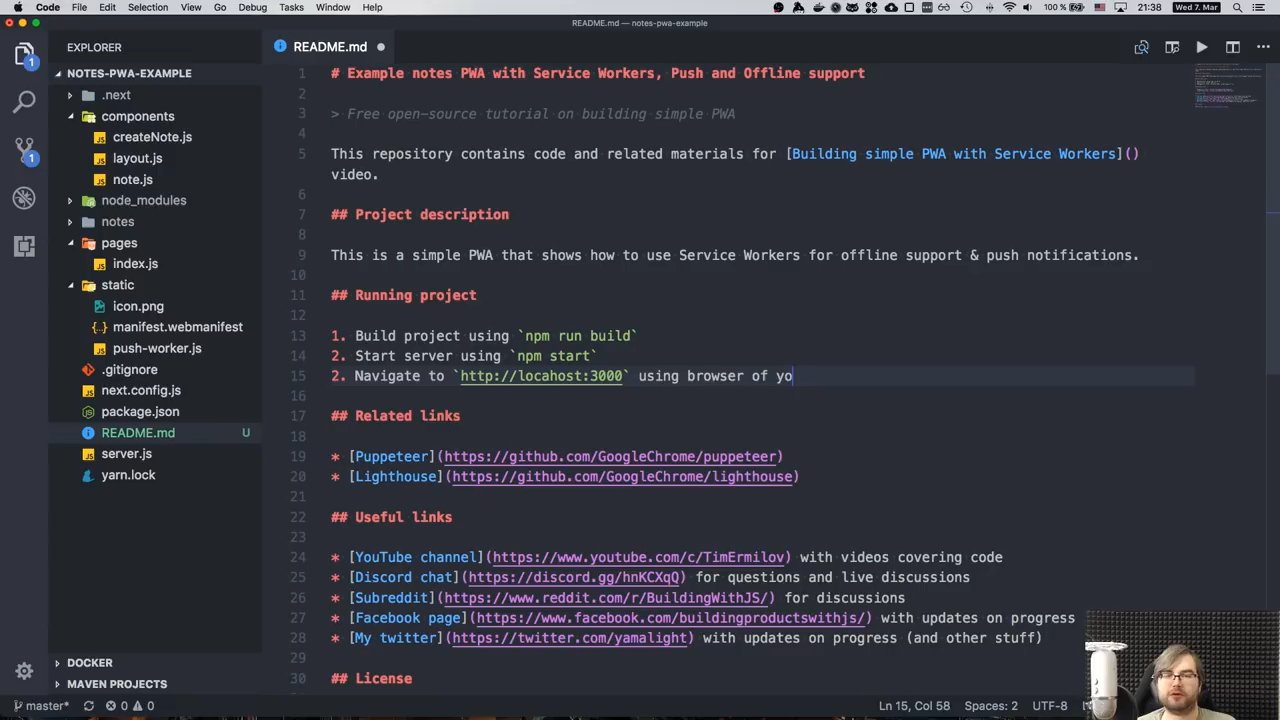 Code File Edit Selection View Go Debug Tasks Window Help 100 % 21:38 Wed 7. Mar
README.md — notes-pwa-example
EXPLORER
README.md
NOTES-PWA-EXAMPLE
.next
components
createNote.js
layout.js
note.js
node_modules
notes
pages
index.js
static
icon.png
manifest.webmanifest
push-worker.js
.gitignore
next.config.js
package.json
README.md U
server.js
yarn.lock
DOCKER
MAVEN PROJECTS
1 # Example notes PWA with Service Workers, Push and Offline support
2
3 > Free open-source tutorial on building simple PWA
4
5 This repository contains code and related materials for [Building simple PWA with Service Workers]()
video.
6
7 ## Project description
8
9 This is a simple PWA that shows how to use Service Workers for offline support & push notifications.
10
11 ## Running project
12
13 1. Build project using `npm run build`
14 2. Start server using `npm start`
15 2. Navigate to `http://locahost:3000` using browser of yo
16
17 ## Related links
18
19 * [Puppeteer](https://github.com/GoogleChrome/puppeteer)
20 * [Lighthouse](https://github.com/GoogleChrome/lighthouse)
21
22 ## Useful links
23
24 * [YouTube channel](https://www.youtube.com/c/TimErmilov) with videos covering code
25 * [Discord chat](https://discord.gg/hnKCXqQ) for questions and live discussions
26 * [Subreddit](https://www.reddit.com/r/BuildingWithJS/) for discussions
27 * [Facebook page](https://www.facebook.com/buildingproductswithjs/) with updates on progress
28 * [My twitter](https://twitter.com/yamalight) with updates on progress (and other stuff)
29
30 ## License
master* 0 0 Ln 15, Col 58 Spaces: 2 UTF-8